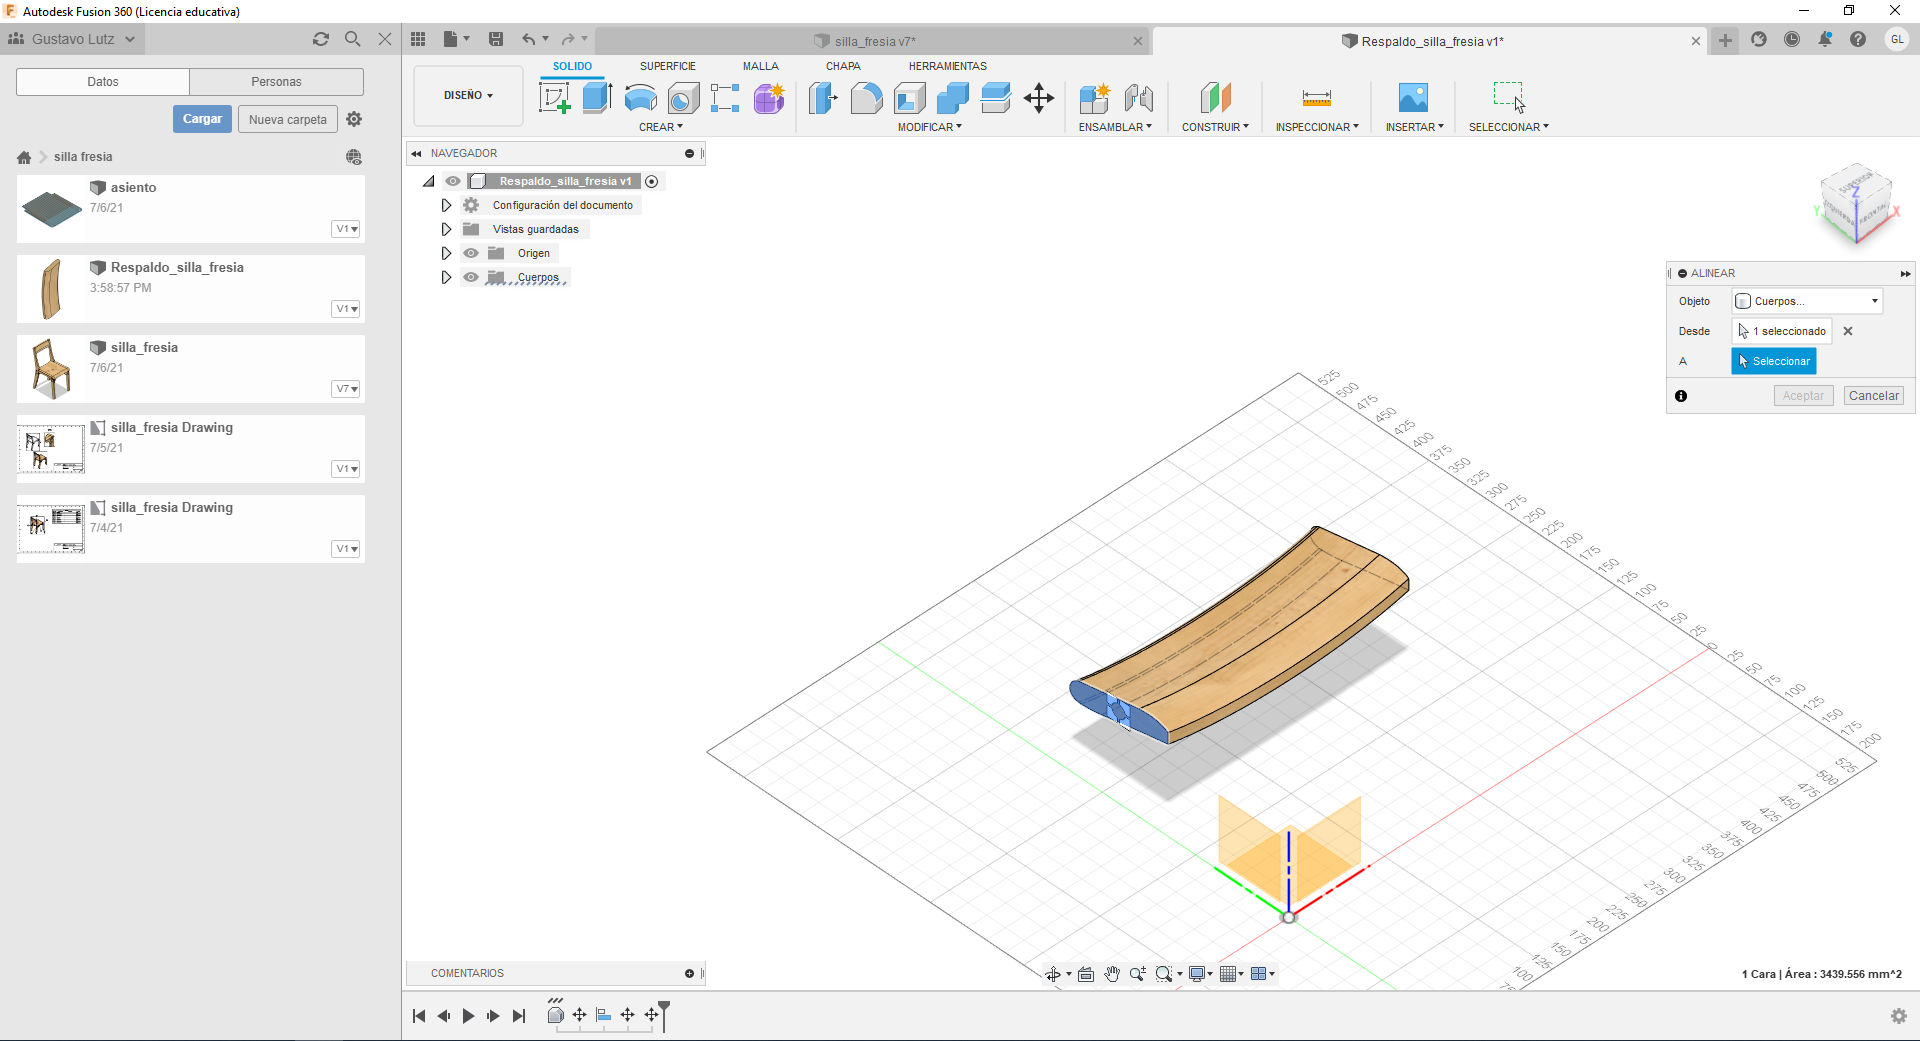 Autodesk Fusion 360 (Licencia educativa)
Gustavo Lutz
silla_fresia v7*
Respaldo_silla_fresia v1*
GL
Datos
Personas
Cargar
Nueva carpeta
silla fresia
asiento
7/6/21
V1
Respaldo_silla_fresia
3:58:57 PM
V1
silla_fresia
7/6/21
V7
silla_fresia Drawing
7/5/21
V1
silla_fresia Drawing
7/4/21
V1
DISEÑO
SOLIDO
SUPERFICIE
MALLA
CHAPA
HERRAMIENTAS
CREAR
MODIFICAR
ENSAMBLAR
CONSTRUIR
INSPECCIONAR
INSERTAR
SELECCIONAR
NAVEGADOR
Respaldo_silla_fresia v1
Configuración del documento
Vistas guardadas
Origen
Cuerpos
SUPERIOR
Z
Y
X
ALINEAR
Objeto
Cuerpos...
Desde
1 seleccionado
A
Seleccionar
Aceptar
Cancelar
525
500
475
450
425
400
375
350
325
300
275
250
225
200
175
150
125
100
75
50
25
0
25
50
75
100
125
150
175
200
525
500
475
450
425
400
375
350
325
300
275
250
225
200
175
150
125
100
COMENTARIOS
1 Cara | Área : 3439.556 mm^2